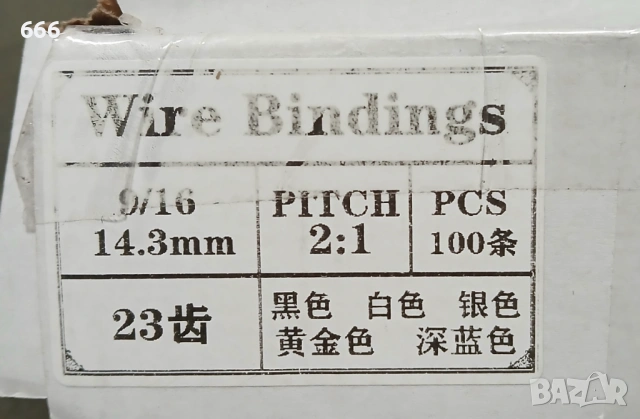 666
Wire Bindings
9/16
14.3mm
PITCH
2:1
PCS
100条
23齿
黑色 白色 银色
黄金色 深蓝色
BAZAR